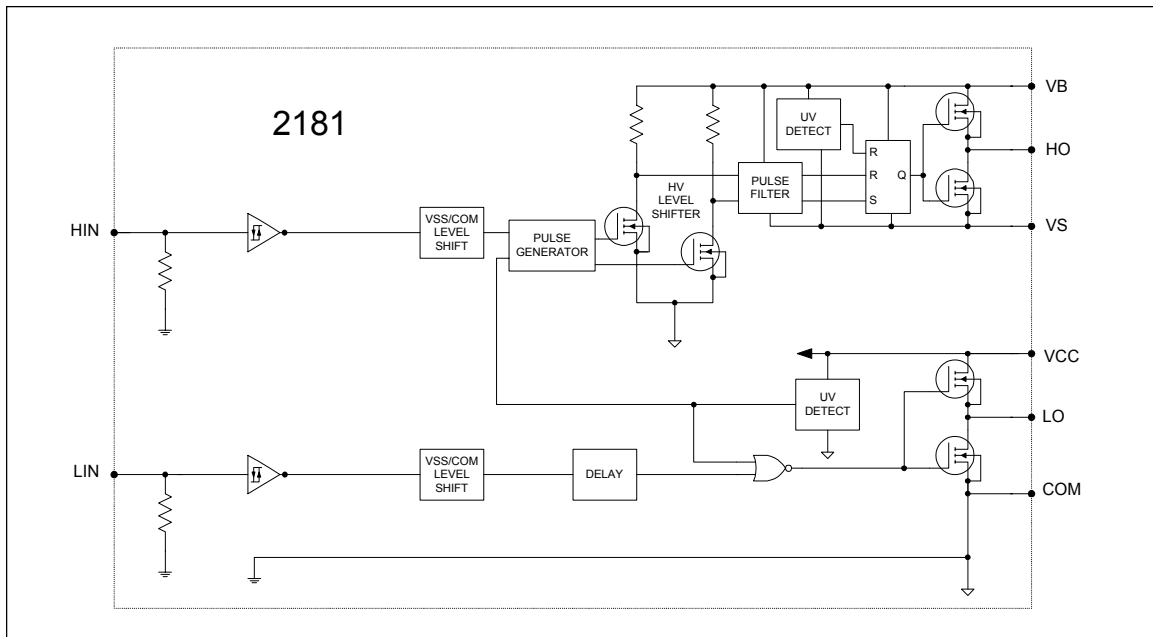 2181
VB
UV
DETECT
HO
R
R
S
Q
PULSE
FILTER
HV
LEVEL
SHIFTER
VS
HIN
VSS/COM
LEVEL
SHIFT
PULSE
GENERATOR
VCC
UV
DETECT
LO
LIN
VSS/COM
LEVEL
SHIFT
DELAY
COM